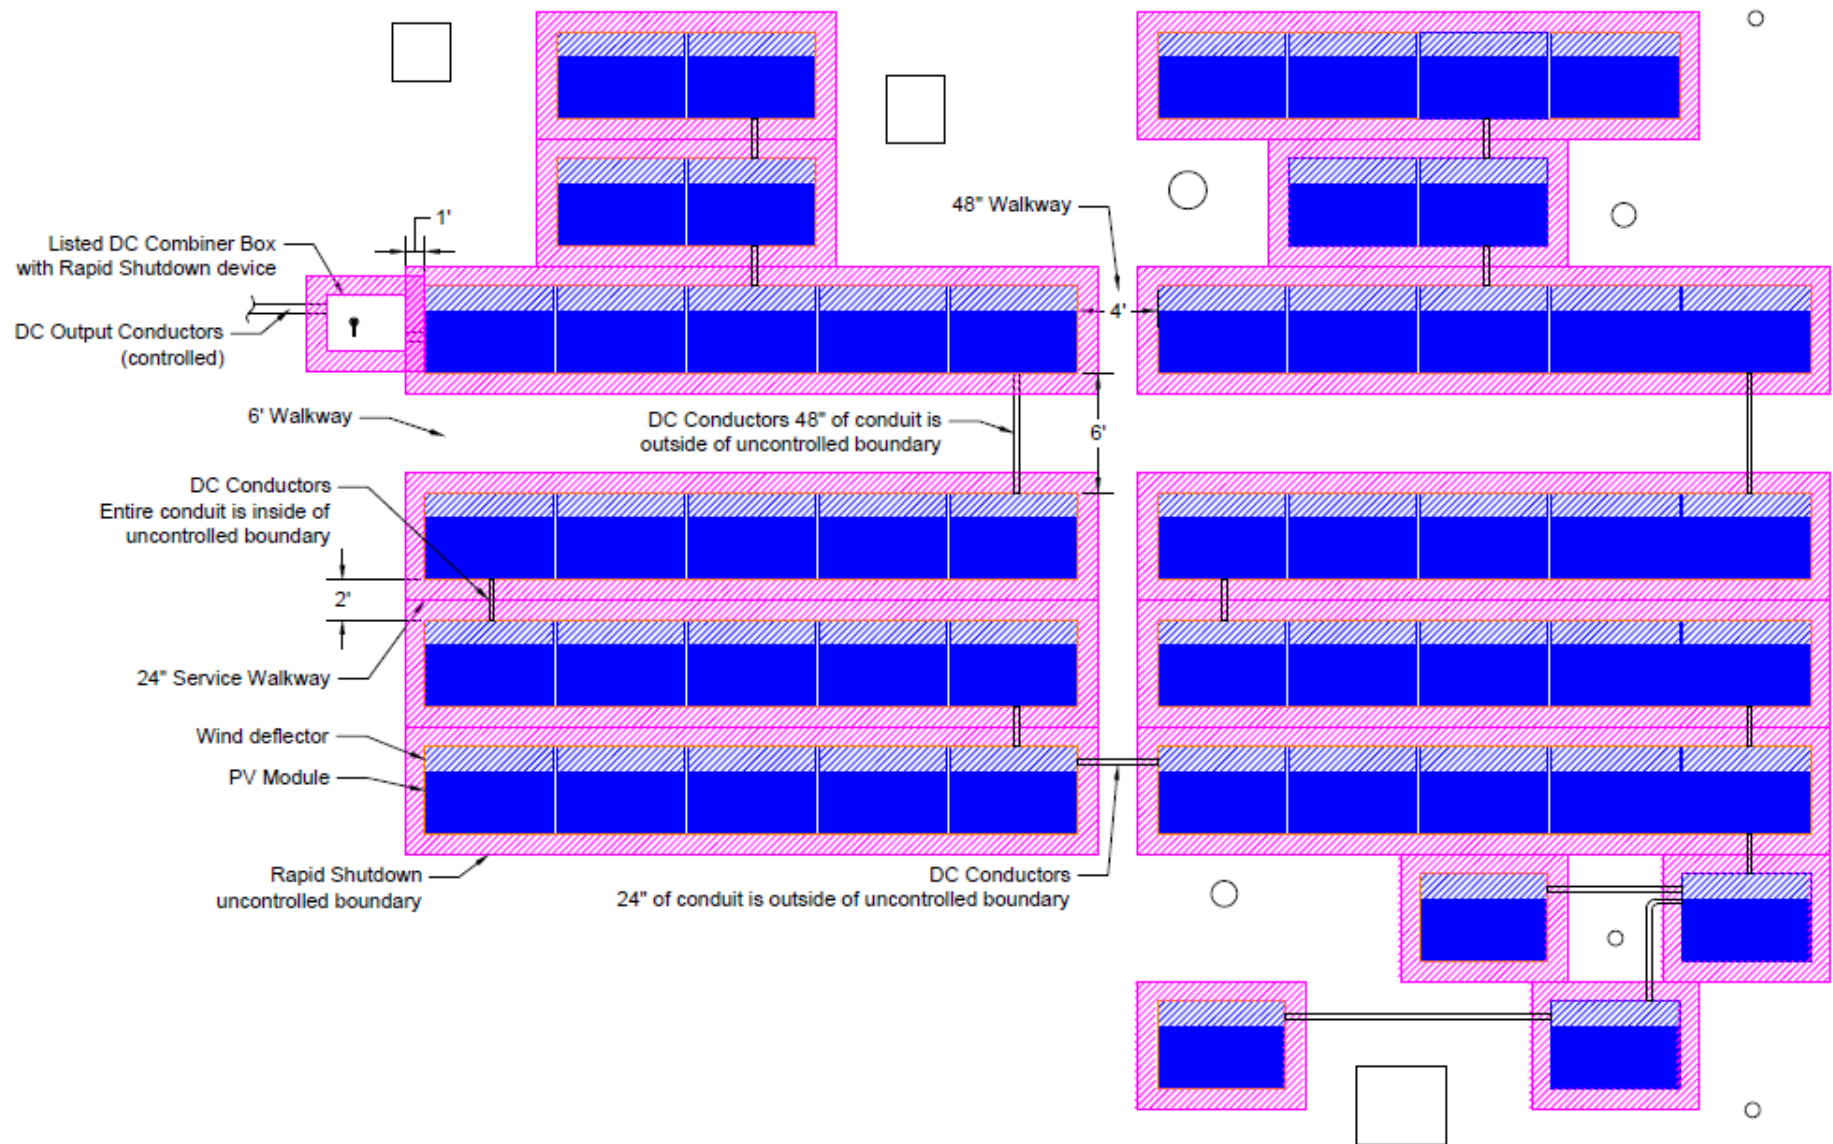 1'
48" Walkway
Listed DC Combiner Box
with Rapid Shutdown device
4'
DC Output Conductors
(controlled)
6' Walkway
DC Conductors 48" of conduit is
outside of uncontrolled boundary
6'
DC Conductors
Entire conduit is inside of
uncontrolled boundary
2'
24" Service Walkway
Wind deflector
PV Module
Rapid Shutdown
uncontrolled boundary
DC Conductors
24" of conduit is outside of uncontrolled boundary